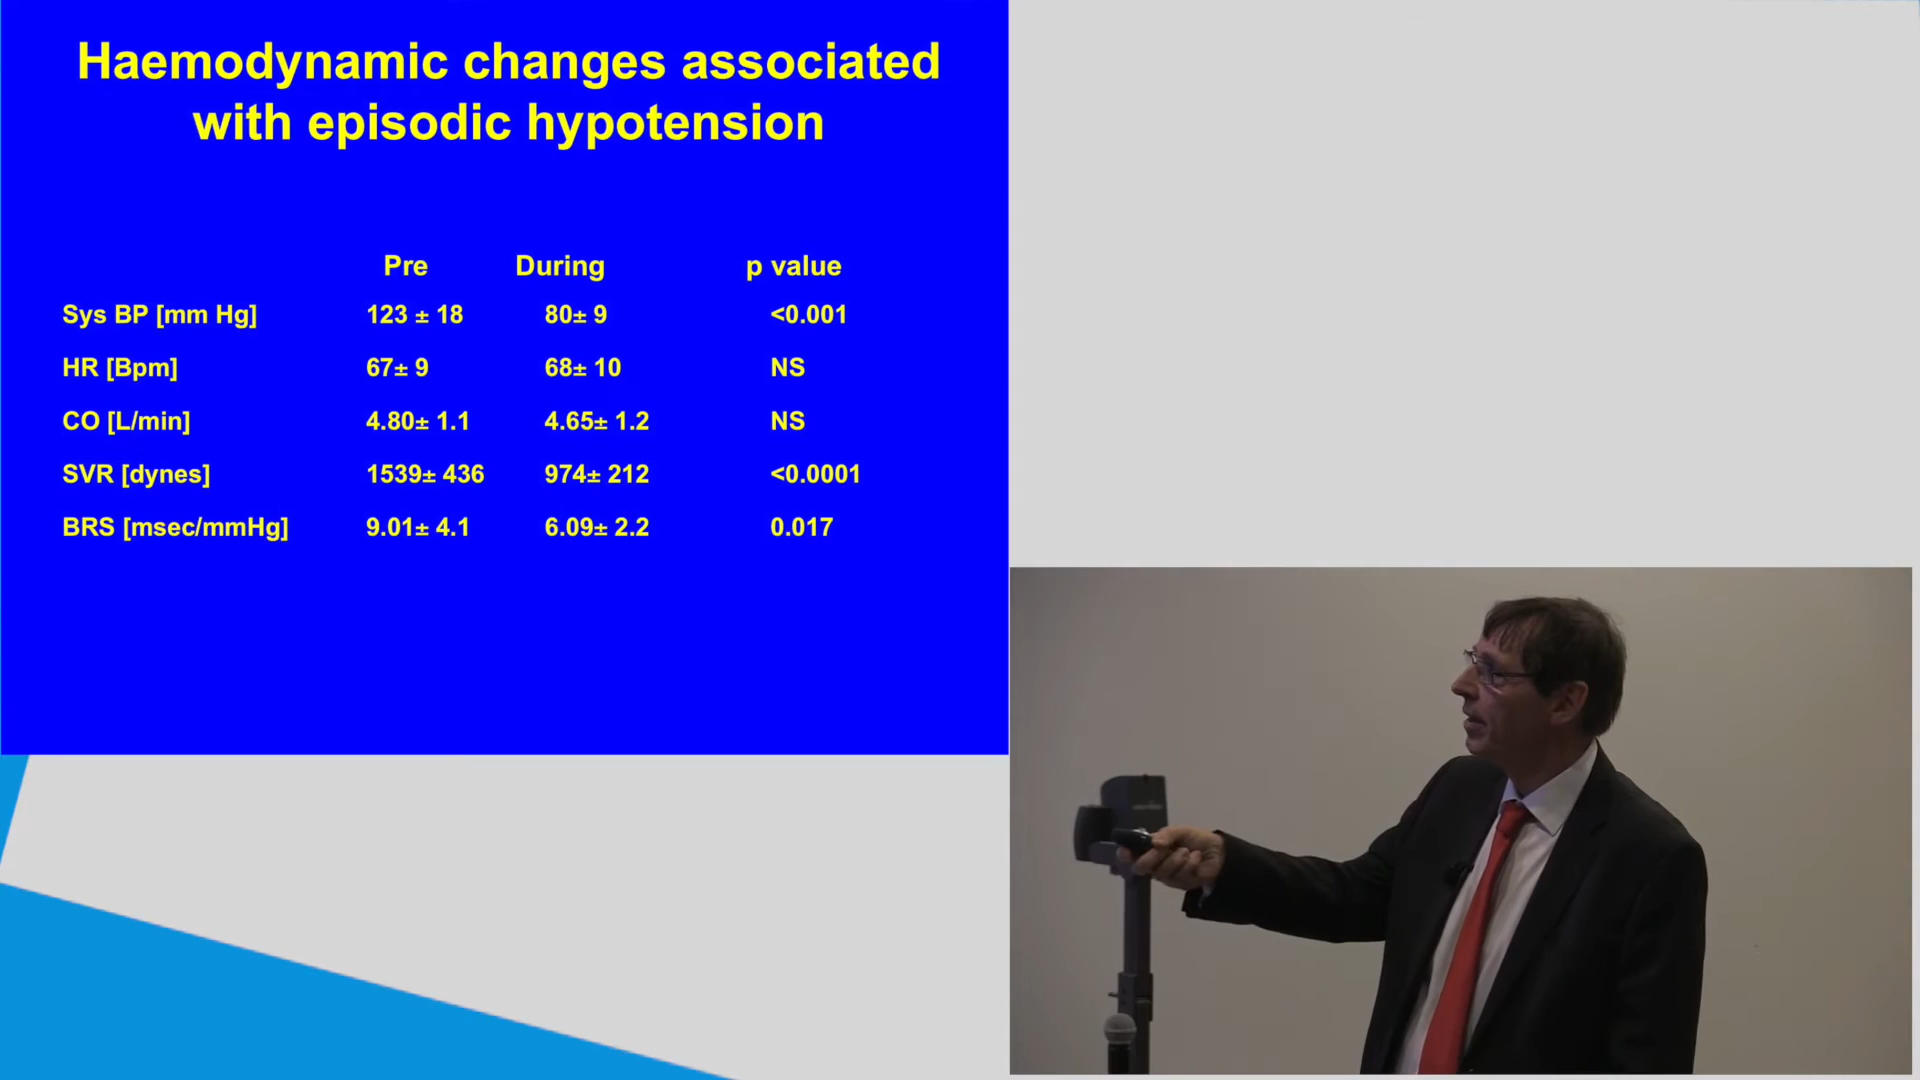 Haemodynamic changes associated
with episodic hypotension
Pre During p value
Sys BP [mm Hg] 123 ± 18 80± 9 <0.001
HR [Bpm] 67± 9 68± 10 NS
CO [L/min] 4.80± 1.1 4.65± 1.2 NS
SVR [dynes] 1539± 436 974± 212 <0.0001
BRS [msec/mmHg] 9.01± 4.1 6.09± 2.2 0.017